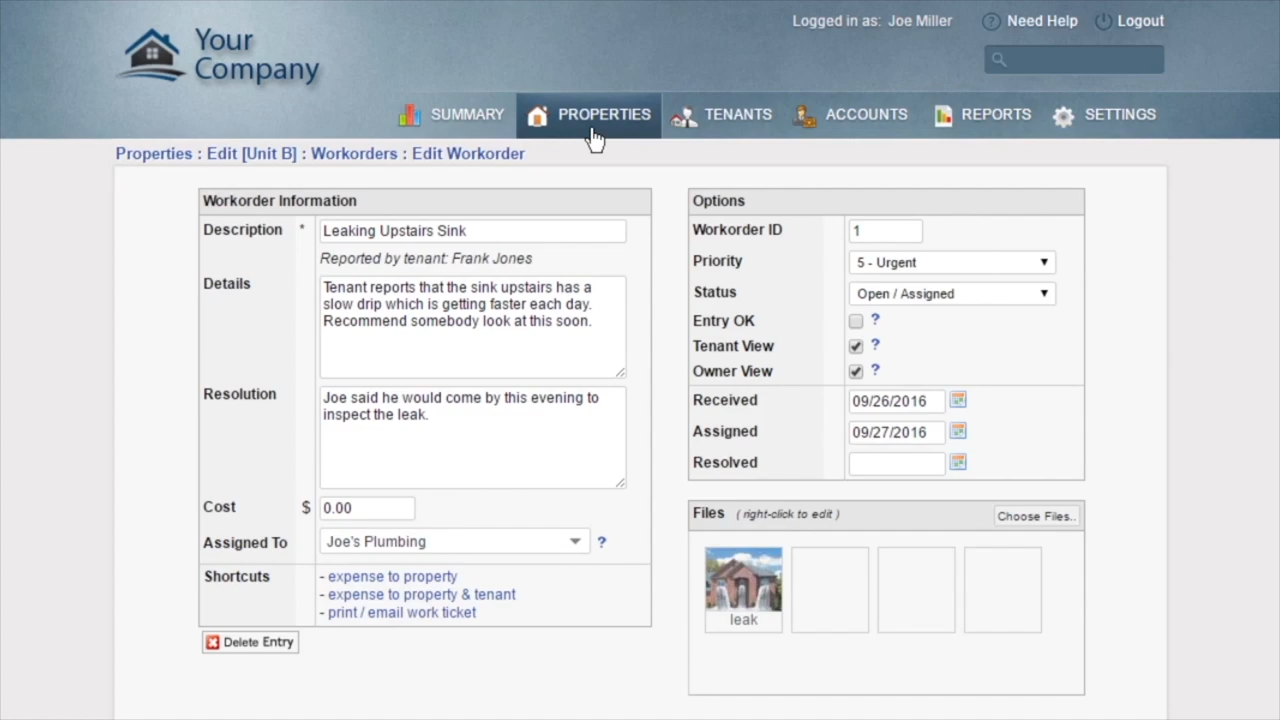 Logged in as: Joe Miller
? Need Help
Logout
Your
Company
SUMMARY
PROPERTIES
TENANTS
ACCOUNTS
REPORTS
SETTINGS
Properties : Edit [Unit B] : Workorders : Edit Workorder
Workorder Information
Description * Leaking Upstairs Sink
Reported by tenant: Frank Jones
Details
Tenant reports that the sink upstairs has a
slow drip which is getting faster each day.
Recommend somebody look at this soon.
Resolution
Joe said he would come by this evening to
inspect the leak.
Cost $ 0.00
Assigned To Joe's Plumbing ?
Shortcuts
- expense to property
- expense to property & tenant
- print / email work ticket
Delete Entry
Options
Workorder ID 1
Priority 5 - Urgent
Status Open / Assigned
Entry OK ?
Tenant View ?
Owner View ?
Received 09/26/2016
Assigned 09/27/2016
Resolved
Files ( right-click to edit ) Choose Files..
leak